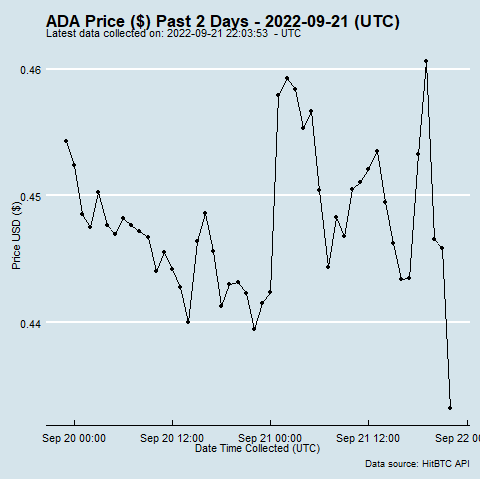 ADA Price ($) Past 2 Days - 2022-09-21 (UTC)
Latest data collected on: 2022-09-21 22:03:53 - UTC
0.46
0.45
0.44
Price USD ($)
Sep 20 00:00
Sep 20 12:00
Sep 21 00:00
Sep 21 12:00
Sep 22 00
Date Time Collected (UTC)
Data source: HitBTC API